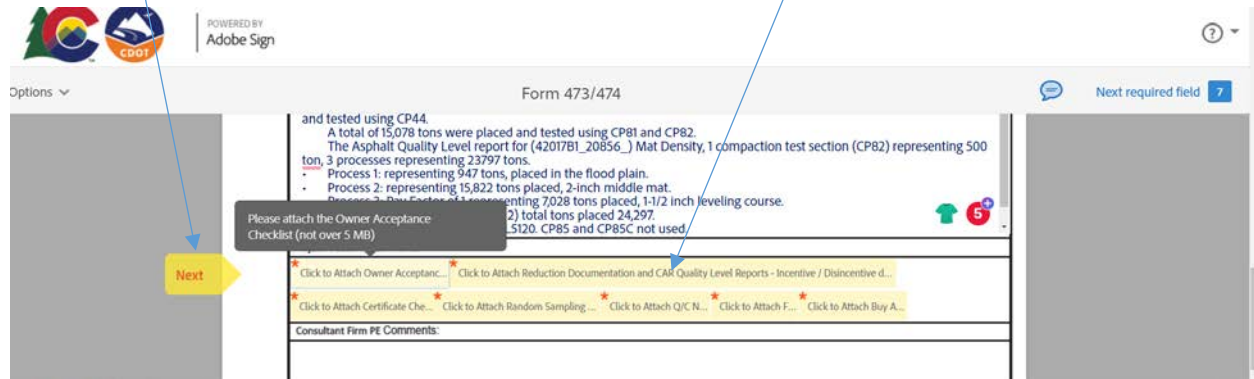 CDOT
POWERED BY
Adobe Sign
Options
Form 473/474
Next required field 7
and tested using CP44.
A total of 15,078 tons were placed and tested using CP81 and CP82.
The Asphalt Quality Level report for (42017B1_20856_) Mat Density, 1 compaction test section (CP82) representing 500
ton, 3 processes representing 23797 tons.
- Process 1: representing 947 tons, placed in the flood plain.
- Process 2: representing 15,822 tons placed, 2-inch middle mat.
Process 3: Pay Factor of 1 representing 7,028 tons placed, 1-1/2 inch leveling course.
2) total tons placed 24,297.
L5120. CP85 and CP85C not used.
5
Please attach the Owner Acceptance
Checklist (not over 5 MB)
Next
* Click to Attach Owner Acceptanc... * Click to Attach Reduction Documentation and CAR Quality Level Reports - Incentive / Disincentive d...
* Click to Attach Certificate Che... * Click to Attach Random Sampling ... * Click to Attach Q/C N... * Click to Attach F... * Click to Attach Buy A...
Consultant Firm PE Comments: